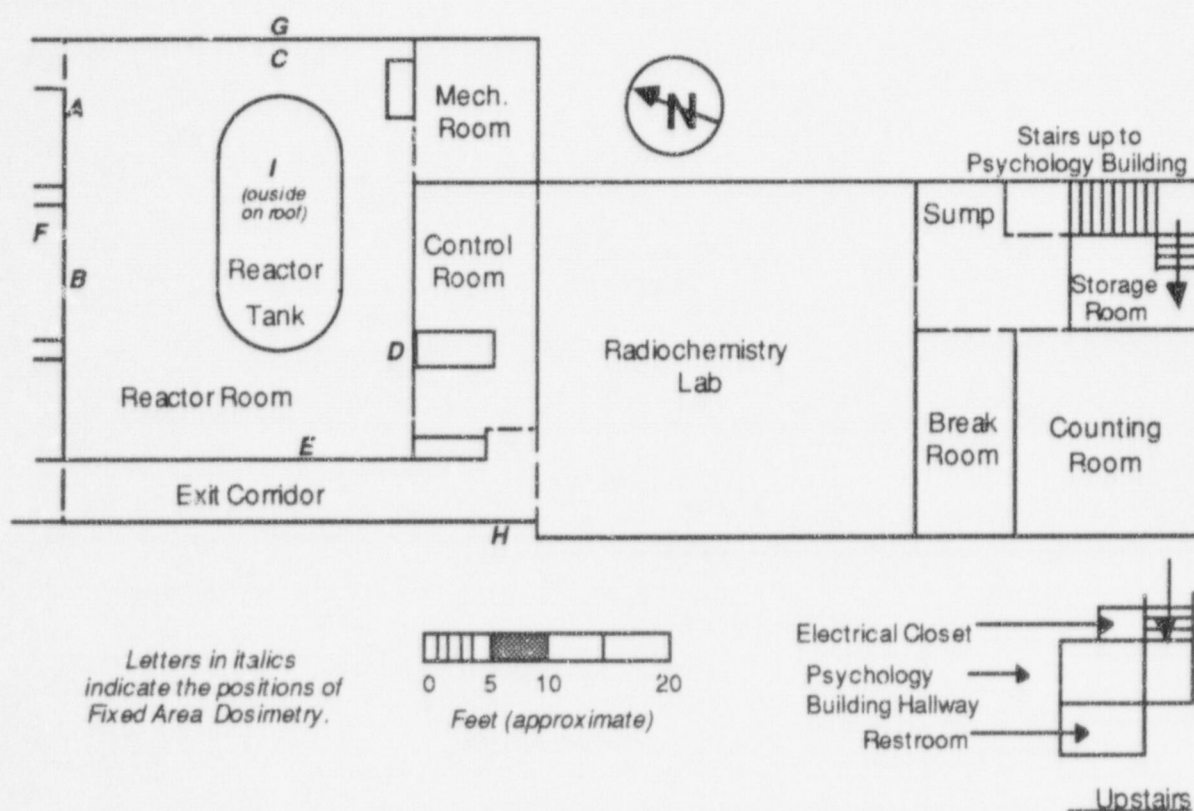 G
C
A
Mech.
Room
N
Stairs up to
Psychology Building
I
(ouside
on roof)
Sump
F
Control
Room
B
Reactor
Tank
Storage
Room
D
Radiochemistry
Lab
Reactor Room
Break
Room
Counting
Room
E
Exit Corridor
H
Letters in italics
indicate the positions of
Fixed Area Dosimetry.
0 5 10 20
Feet (approximate)
Electrical Closet
Psychology
Building Hallway
Restroom
Upstairs